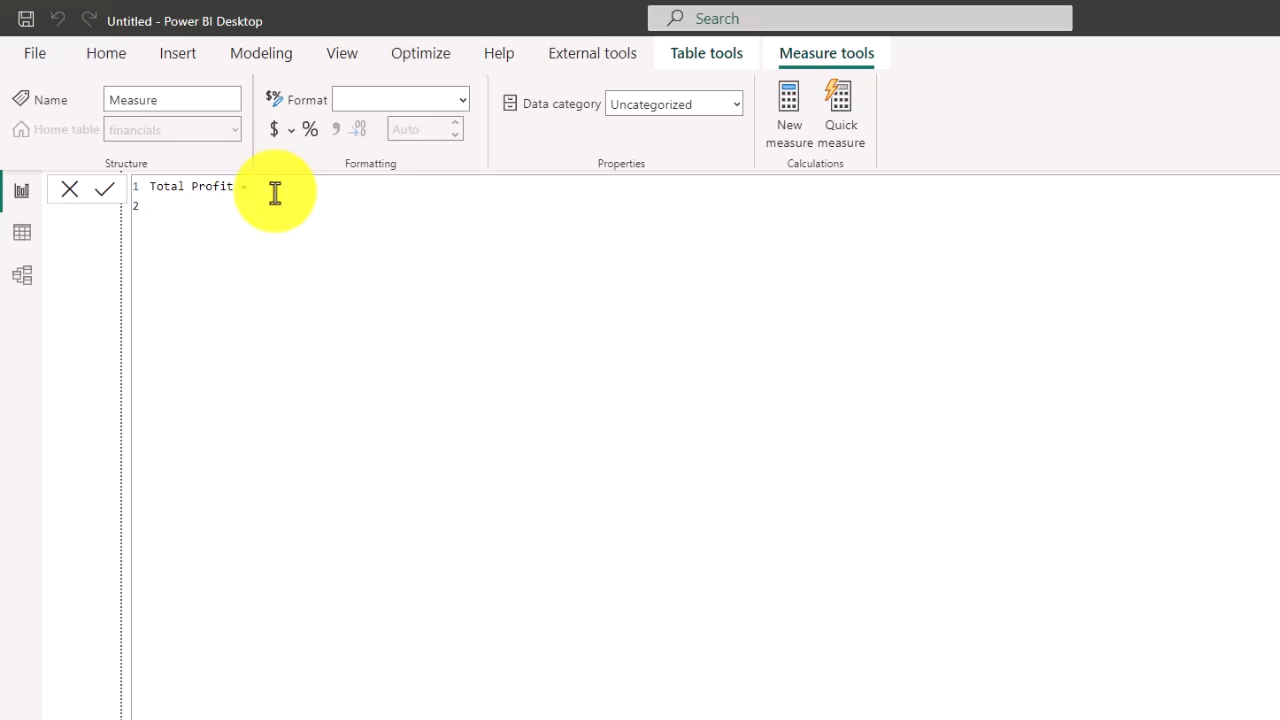 Untitled - Power BI Desktop
Search
File Home Insert Modeling View Optimize Help External tools Table tools Measure tools
Name Measure
Home table financials
Structure
$% Format
$ % 9 .00 Auto
Formatting
Data category Uncategorized
Properties
New measure
Quick measure
Calculations
1 Total Profit =
2